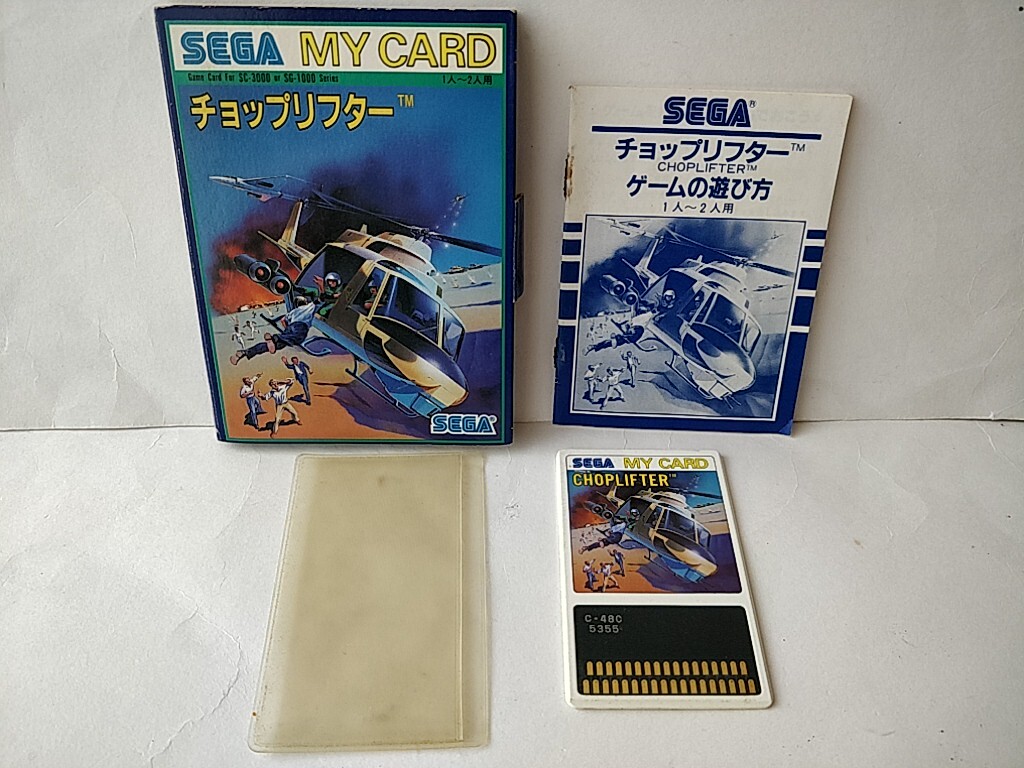 SEGA MY CARD
Game Card For SC-3000 or SG-1000 Series
1人〜2人用
チョップリフター™
SEGA®
SEGA®
チョップリフター™
CHOPLIFTER™
ゲームの遊び方
1人〜2人用
SEGA MY CARD
CHOPLIFTER™
C-480
5355